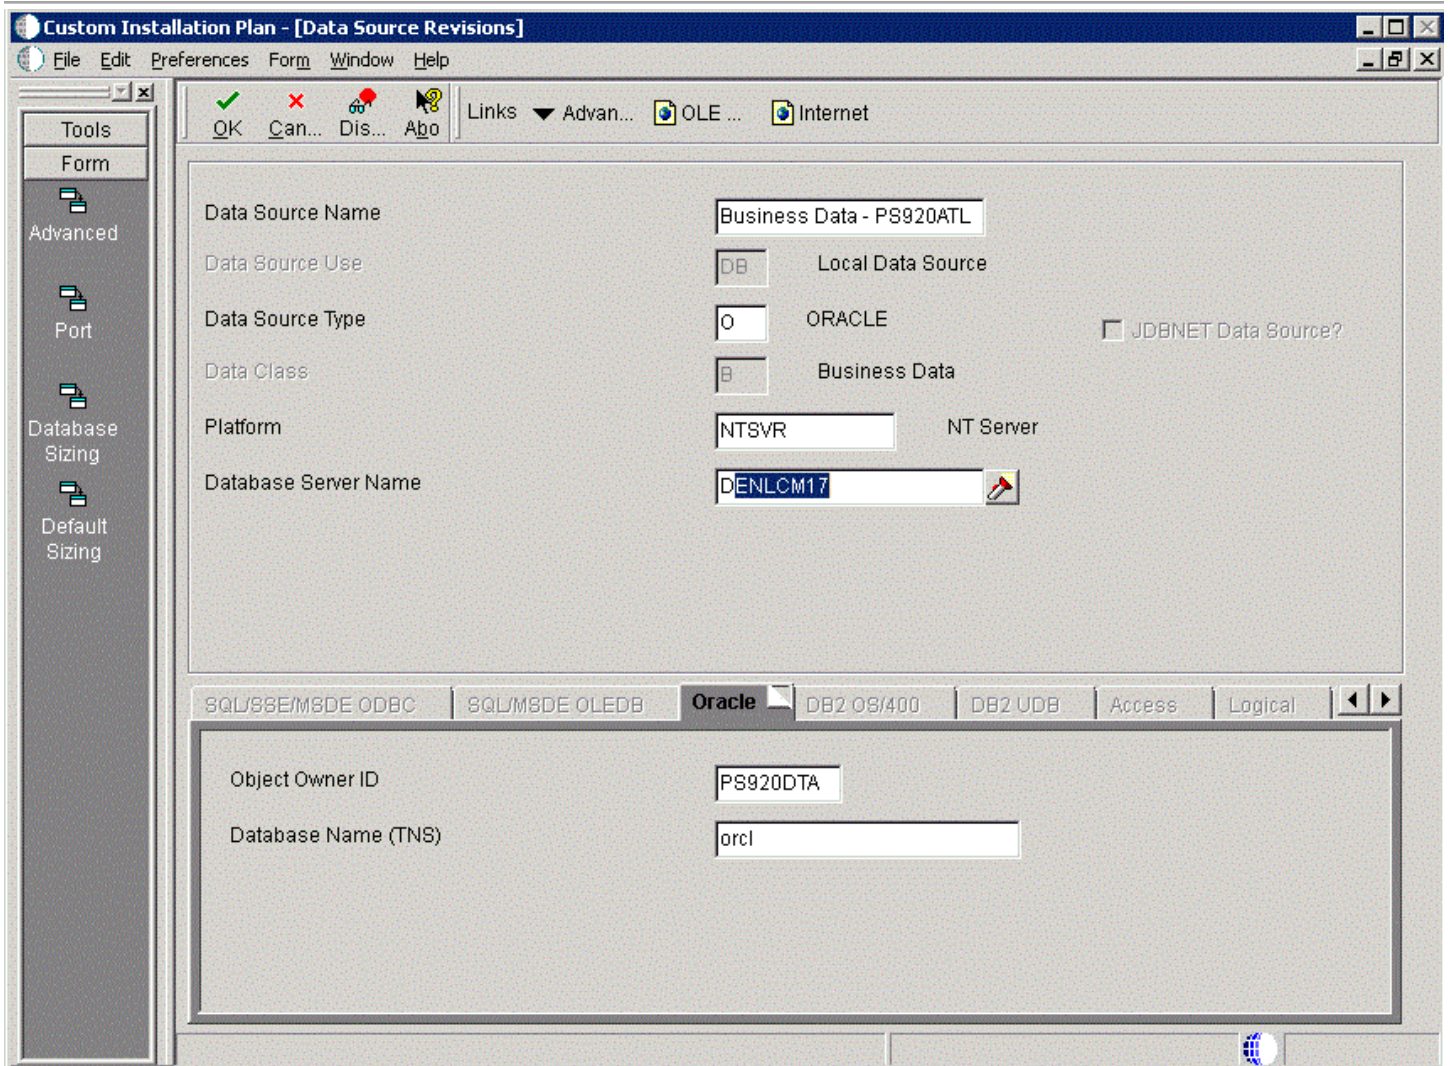 Custom Installation Plan - [Data Source Revisions]
File Edit Preferences Form Window Help
OK Can... Dis... Abo Links Advan... OLE ... Internet
Tools
Form
Advanced
Port
Database
Sizing
Default
Sizing
Data Source Name Business Data - PS920ATL
Data Source Use DB Local Data Source
Data Source Type O ORACLE JDBNET Data Source?
Data Class B Business Data
Platform NTSVR NT Server
Database Server Name DENLCM17
SQL/SSE/MSDE ODBC SQL/MSDE OLEDB Oracle DB2 OS/400 DB2 UDB Access Logical
Object Owner ID PS920DTA
Database Name (TNS) orcl